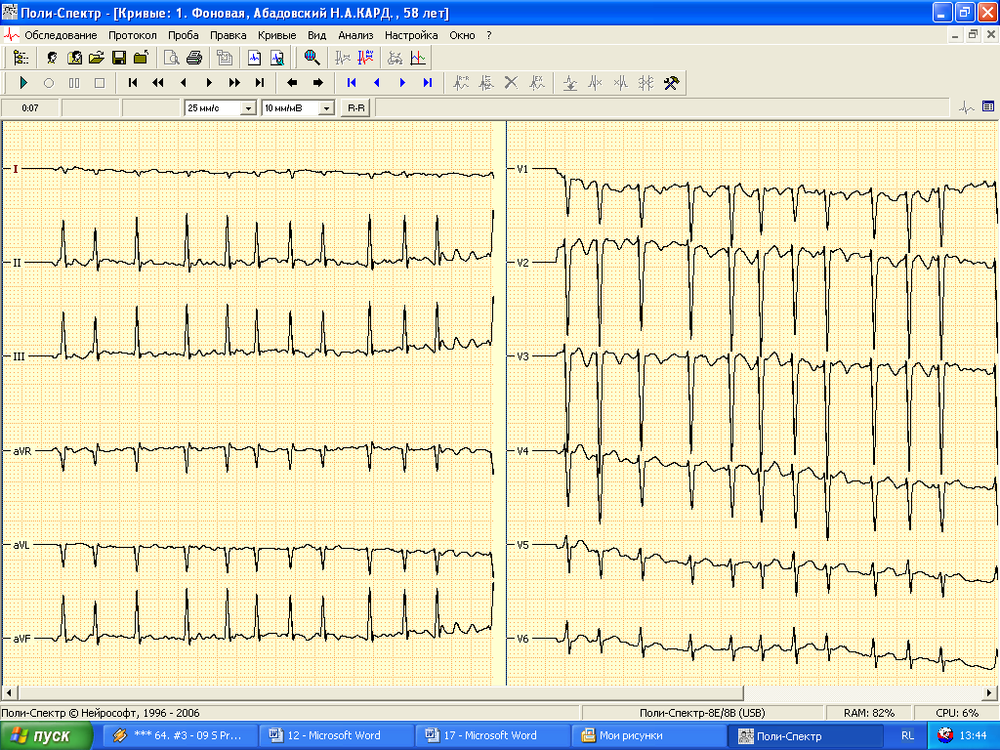 Поли-Спектр - [Кривые: 1. Фоновая, Абадовский Н.А.КАРД. , 58 лет]
Обследование Протокол Проба Правка Кривые Вид Анализ Настройка Окно ?
0:07 25 мм/с 10 мм/мВ R-R
I
II
III
aVR
aVL
aVF
V1
V2
V3
V4
V5
V6
Поли-Спектр © Нейрософт, 1996 - 2006 Поли-Спектр-8Е/8В (USB) RAM: 82% CPU: 6%
пуск *** 64. #3 - 09 S Pr... 12 - Microsoft Word 17 - Microsoft Word Мои рисунки Поли-Спектр RL 13:44